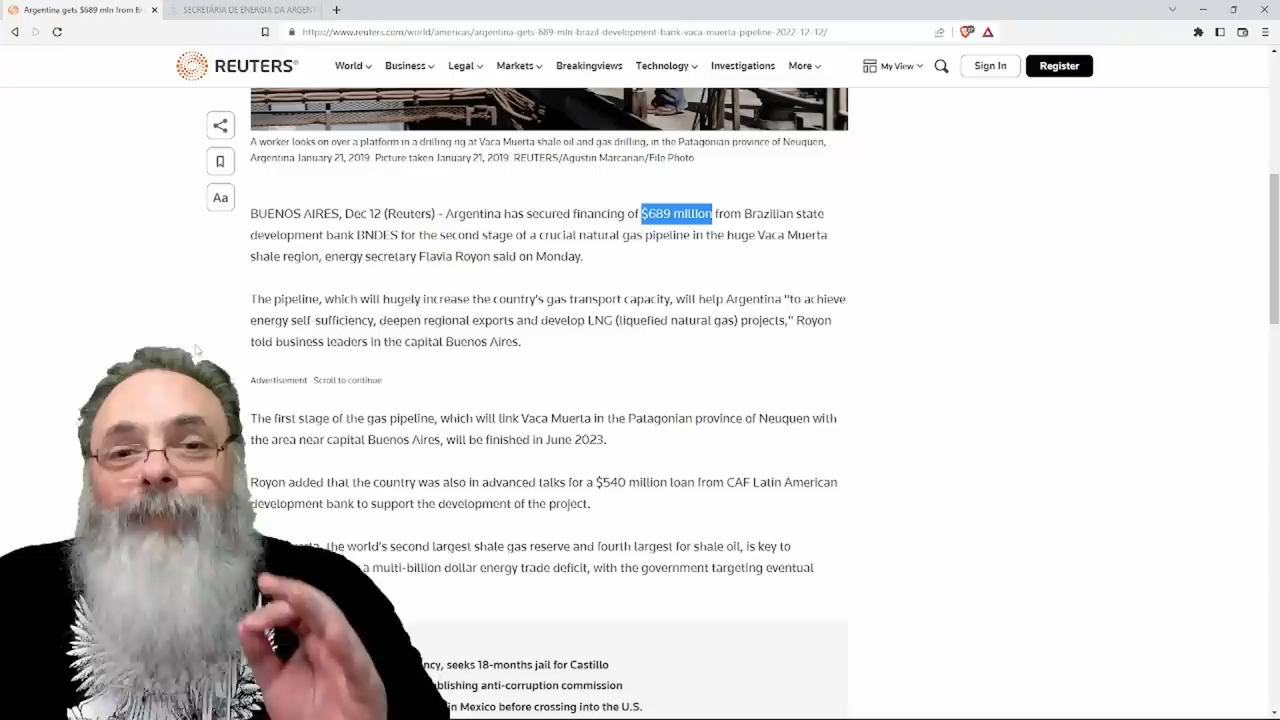 Argentina gets $689 mln from Br
SECRETÁRIA DE ENERGIA DA ARGENT
https://www.reuters.com/world/americas/argentina-gets-689-mln-brazil-development-bank-vaca-muerta-pipeline-2022-12-12/
REUTERS®
World Business Legal Markets Breakingviews Technology Investigations More My View Sign In Register
A worker looks on over a platform in a drilling rig at Vaca Muerta shale oil and gas drilling, in the Patagonian province of Neuquen,
Argentina January 21, 2019. Picture taken January 21, 2019. REUTERS/Agustin Marcarian/File Photo
Aa
BUENOS AIRES, Dec 12 (Reuters) - Argentina has secured financing of $689 million from Brazilian state
development bank BNDES for the second stage of a crucial natural gas pipeline in the huge Vaca Muerta
shale region, energy secretary Flavia Royon said on Monday.
The pipeline, which will hugely increase the country's gas transport capacity, will help Argentina "to achieve
energy self-sufficiency, deepen regional exports and develop LNG (liquefied natural gas) projects," Royon
told business leaders in the capital Buenos Aires.
Advertisement · Scroll to continue
The first stage of the gas pipeline, which will link Vaca Muerta in the Patagonian province of Neuquen with
the area near capital Buenos Aires, will be finished in June 2023.
Royon added that the country was also in advanced talks for a $540 million loan from CAF Latin American
development bank to support the development of the project.
the world's second largest shale gas reserve and fourth largest for shale oil, is key to
a multi-billion dollar energy trade deficit, with the government targeting eventual
ncy, seeks 18-months jail for Castillo
blishing anti-corruption commission
in Mexico before crossing into the U.S.